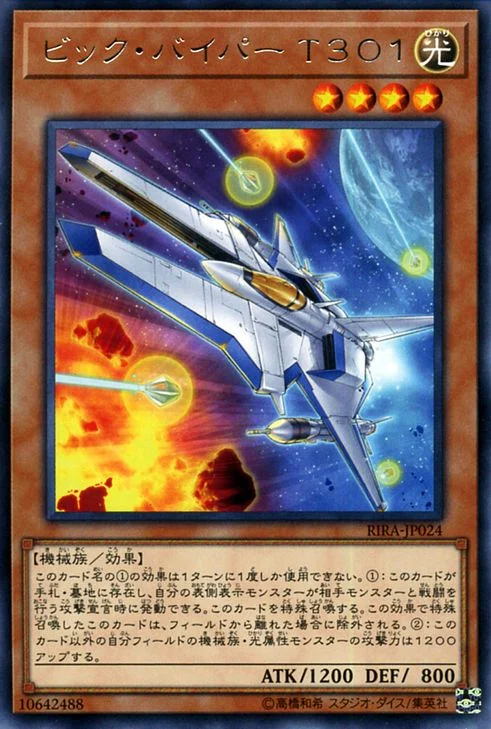 ビック・バイパー T301
光
RIRA-JP024
【機械族／効果】
このカード名の①の効果は1ターンに1度しか使用できない。①：このカードが
手札・墓地に存在し、自分の表側表示モンスターが相手モンスターと戦闘を
行う攻撃宣言時に発動できる。このカードを特殊召喚する。この効果で特殊
召喚したこのカードは、フィールドから離れた場合に除外される。②：この
カード以外の自分フィールドの機械族・光属性モンスターの攻撃力は1200
アップする。
ATK/1200 DEF/ 800
10642488
©高橋和希 スタジオ・ダイス/集英社